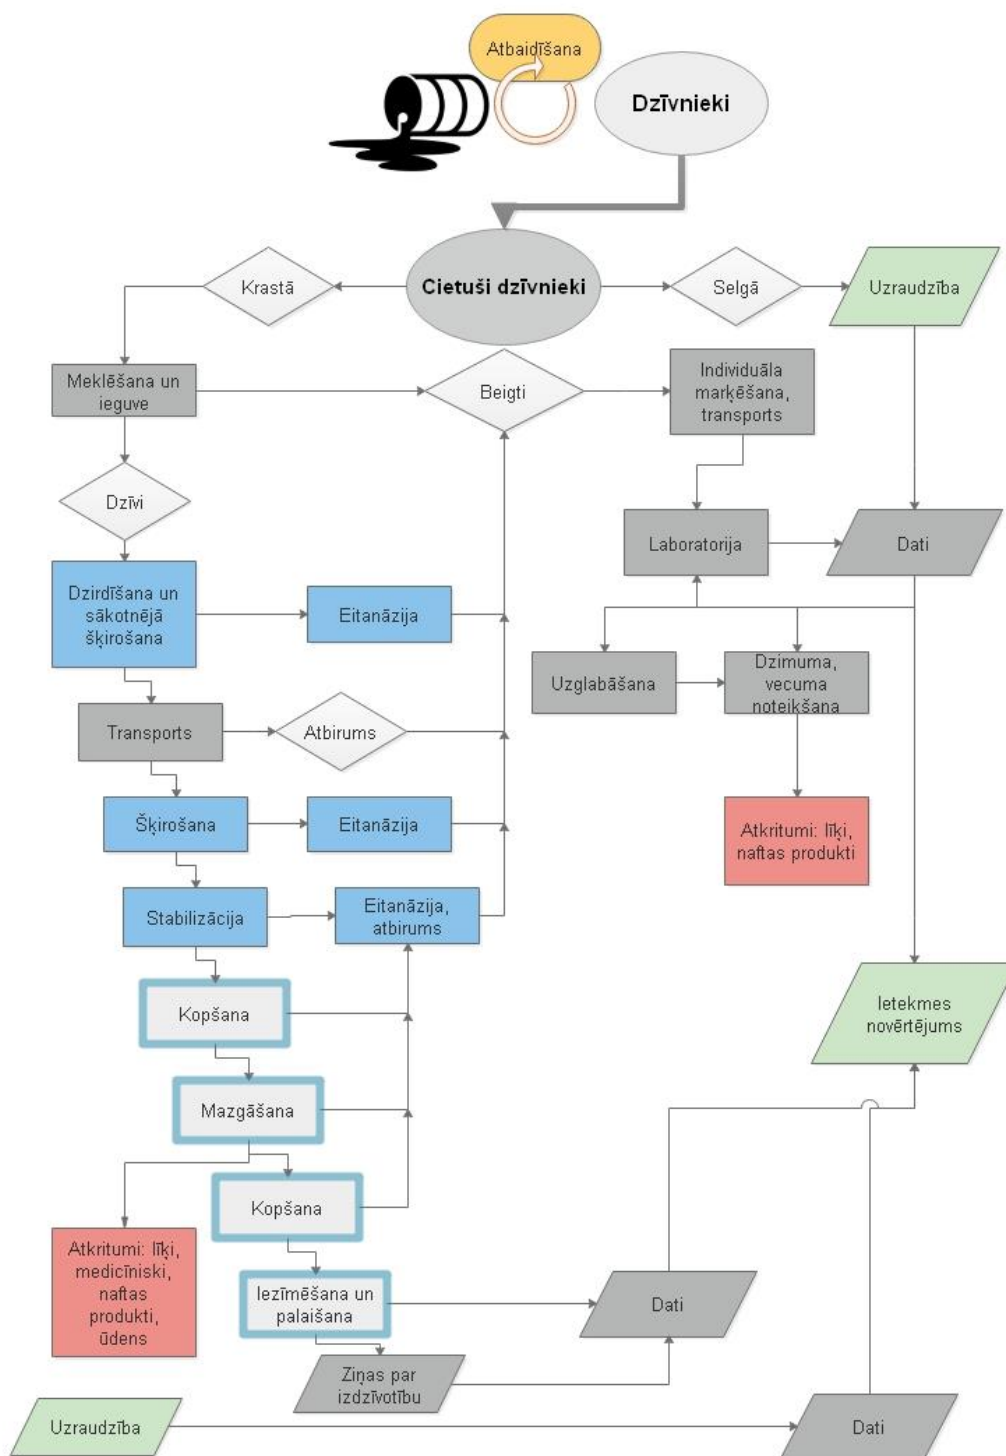 Atbaidīšana
Dzīvnieki
Krastā
Cietuši dzīvnieki
Selgā
Uzraudzība
Meklēšana un
ieguve
Beigti
Individuāla
marķēšana,
transports
Dzīvi
Laboratorija
Dati
Dzirdīšana un
sākotnējā
šķirošana
Eitanāzija
Uzglabāšana
Dzimuma,
vecuma
noteikšana
Transports
Atbirums
Šķirošana
Eitanāzija
Atkritumi: līķi,
naftas produkti
Stabilizācija
Eitanāzija,
atbirums
Kopšana
Ietekmes
novērtējums
Mazgāšana
Kopšana
Atkritumi: līķi,
medicīniski,
naftas
produkti,
ūdens
Iezīmēšana un
palaišana
Dati
Ziņas par
izdzīvotību
Uzraudzība
Dati